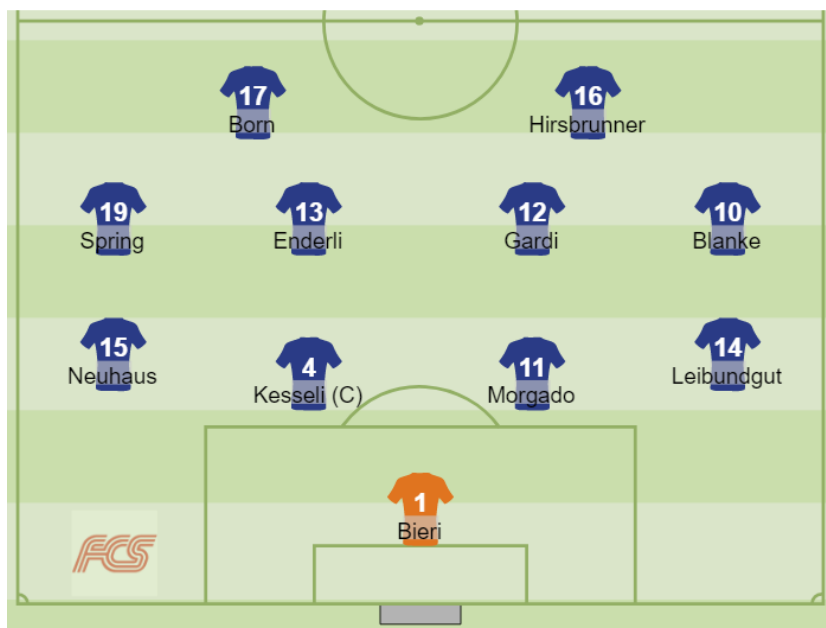 17
Born
16
Hirsbrunner
19
Spring
13
Enderli
12
Gardi
10
Blanke
15
Neuhaus
4
Kesseli (C)
11
Morgado
14
Leibundgut
1
Bieri
FCS